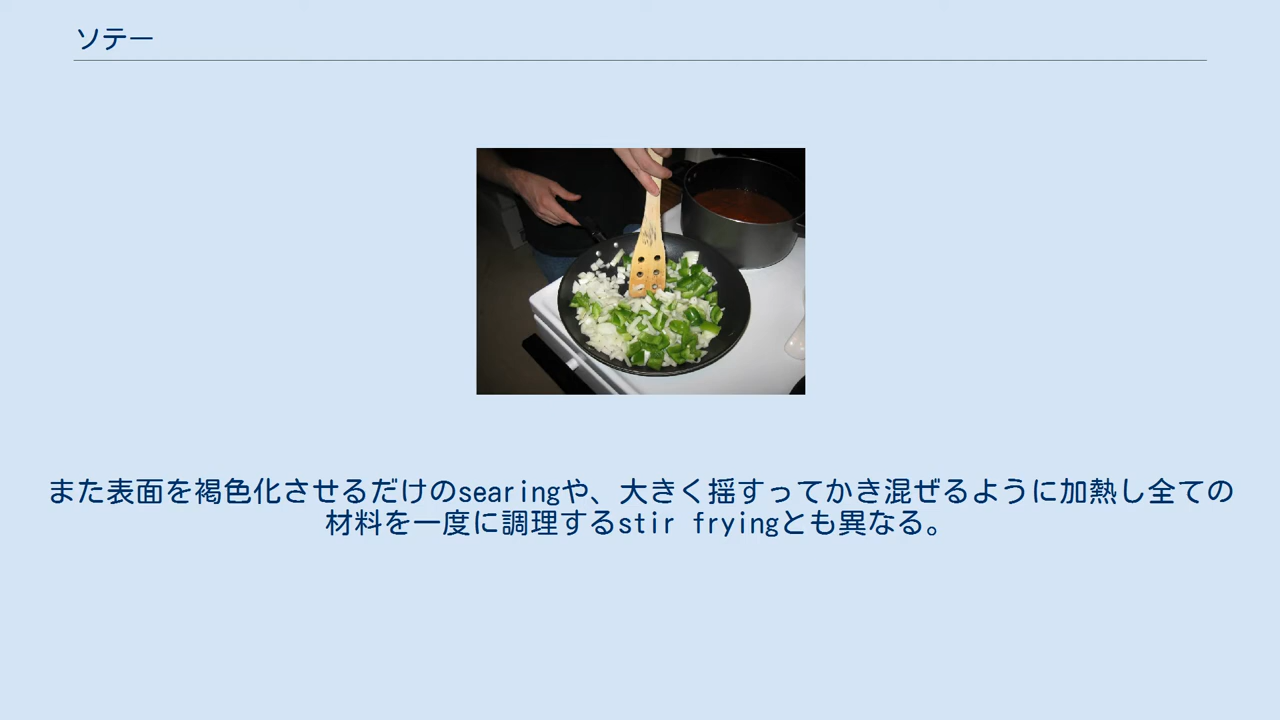 ソテー
また表面を褐色化させるだけのsearingや、大きく揺すってかき混ぜるように加熱し全ての
材料を一度に調理するstir fryingとも異なる。